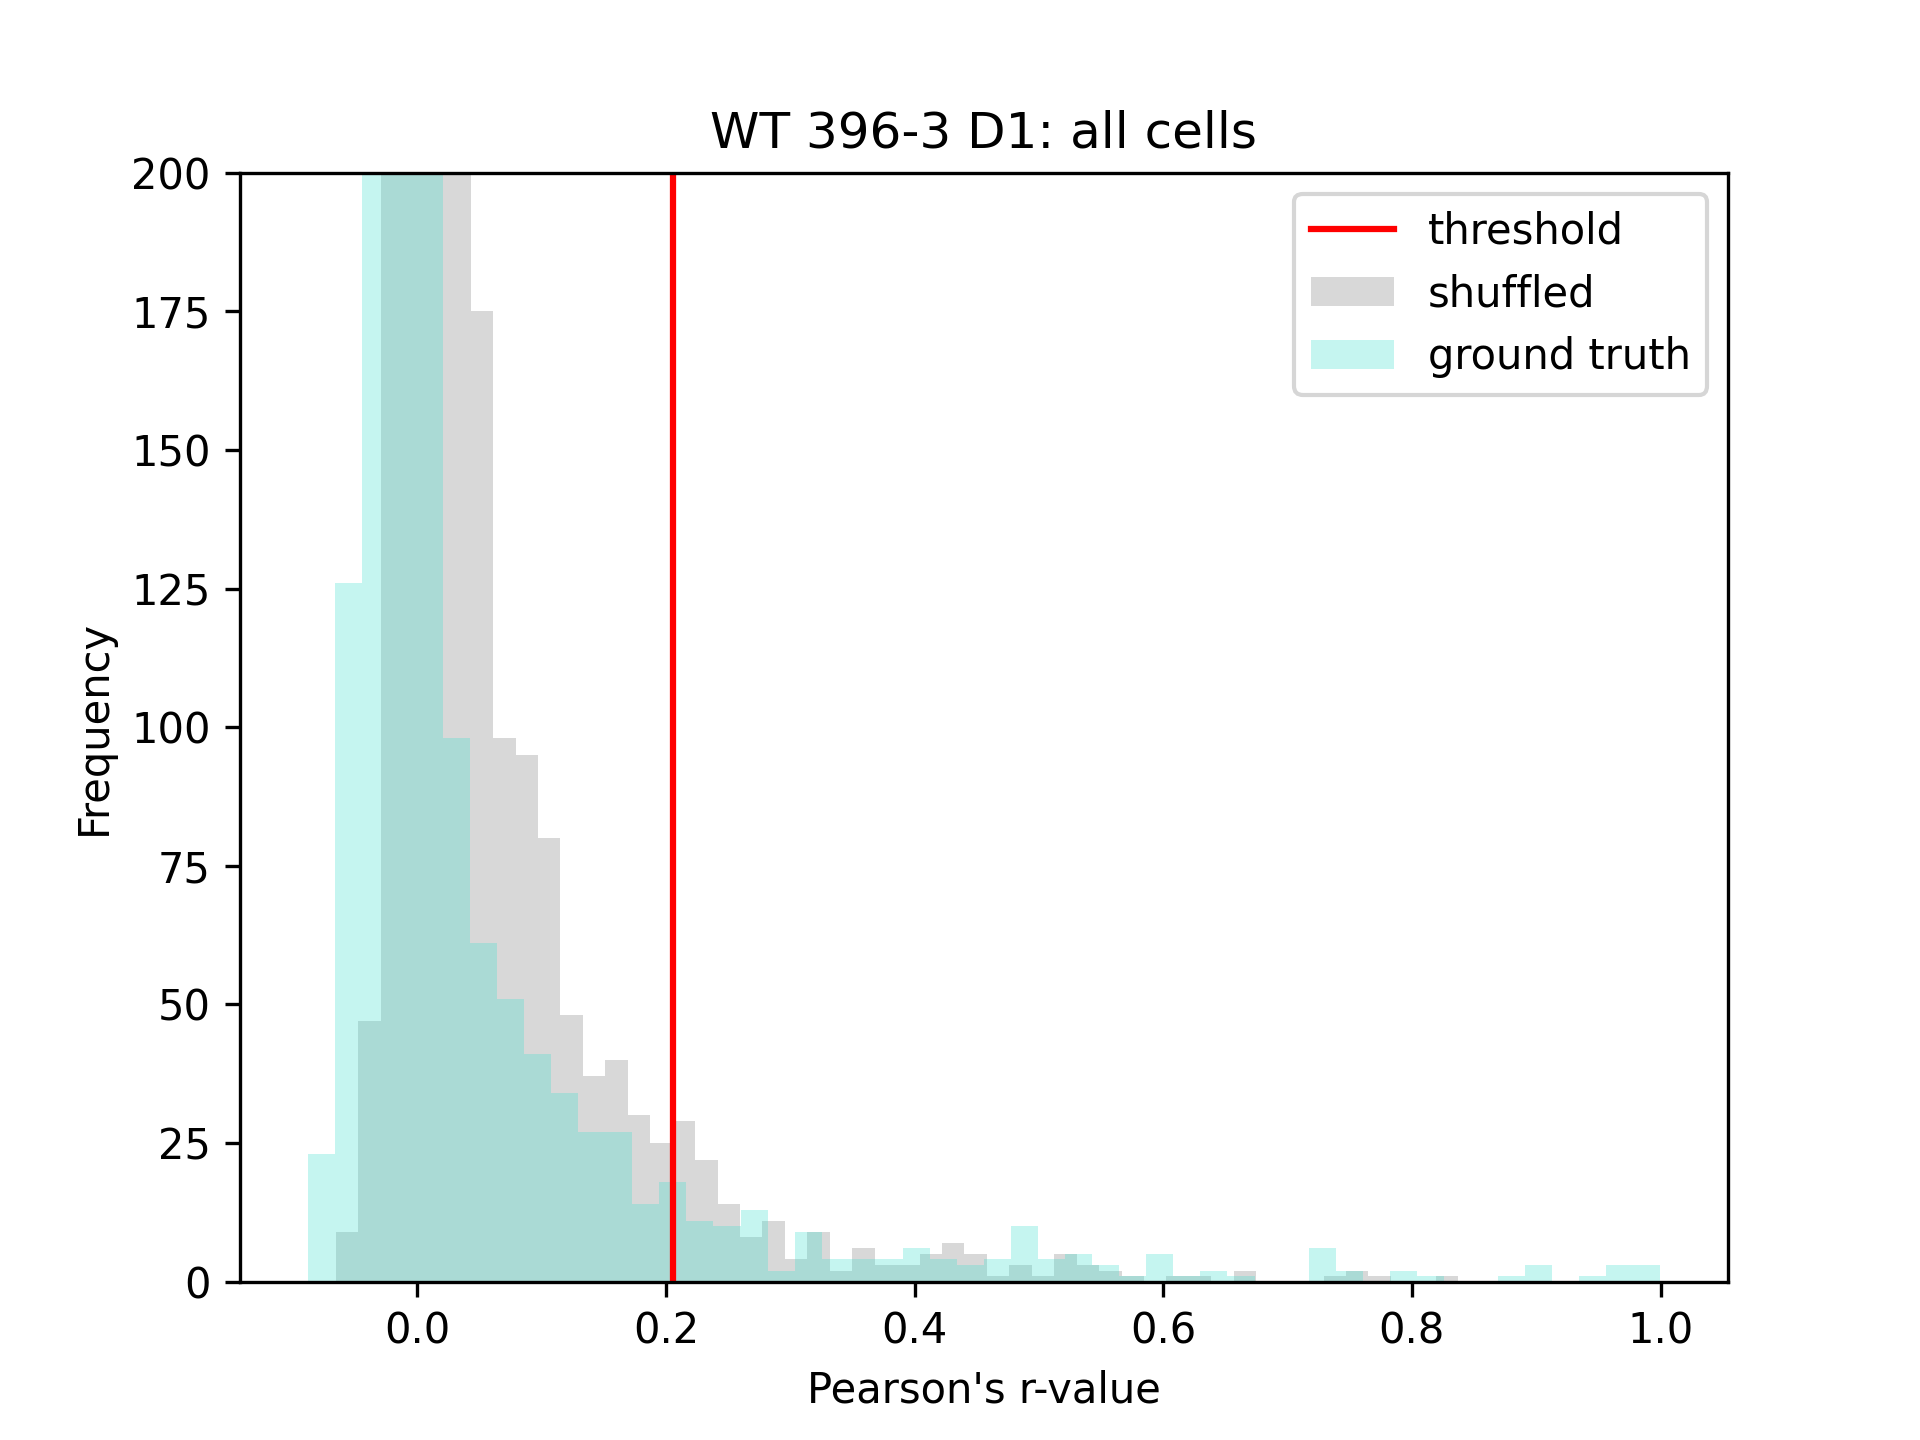 WT 396-3 D1: all cells
threshold
shuffled
ground truth
200
175
150
125
100
75
50
25
0
Frequency
0.0 0.2 0.4 0.6 0.8 1.0
Pearson's r-value